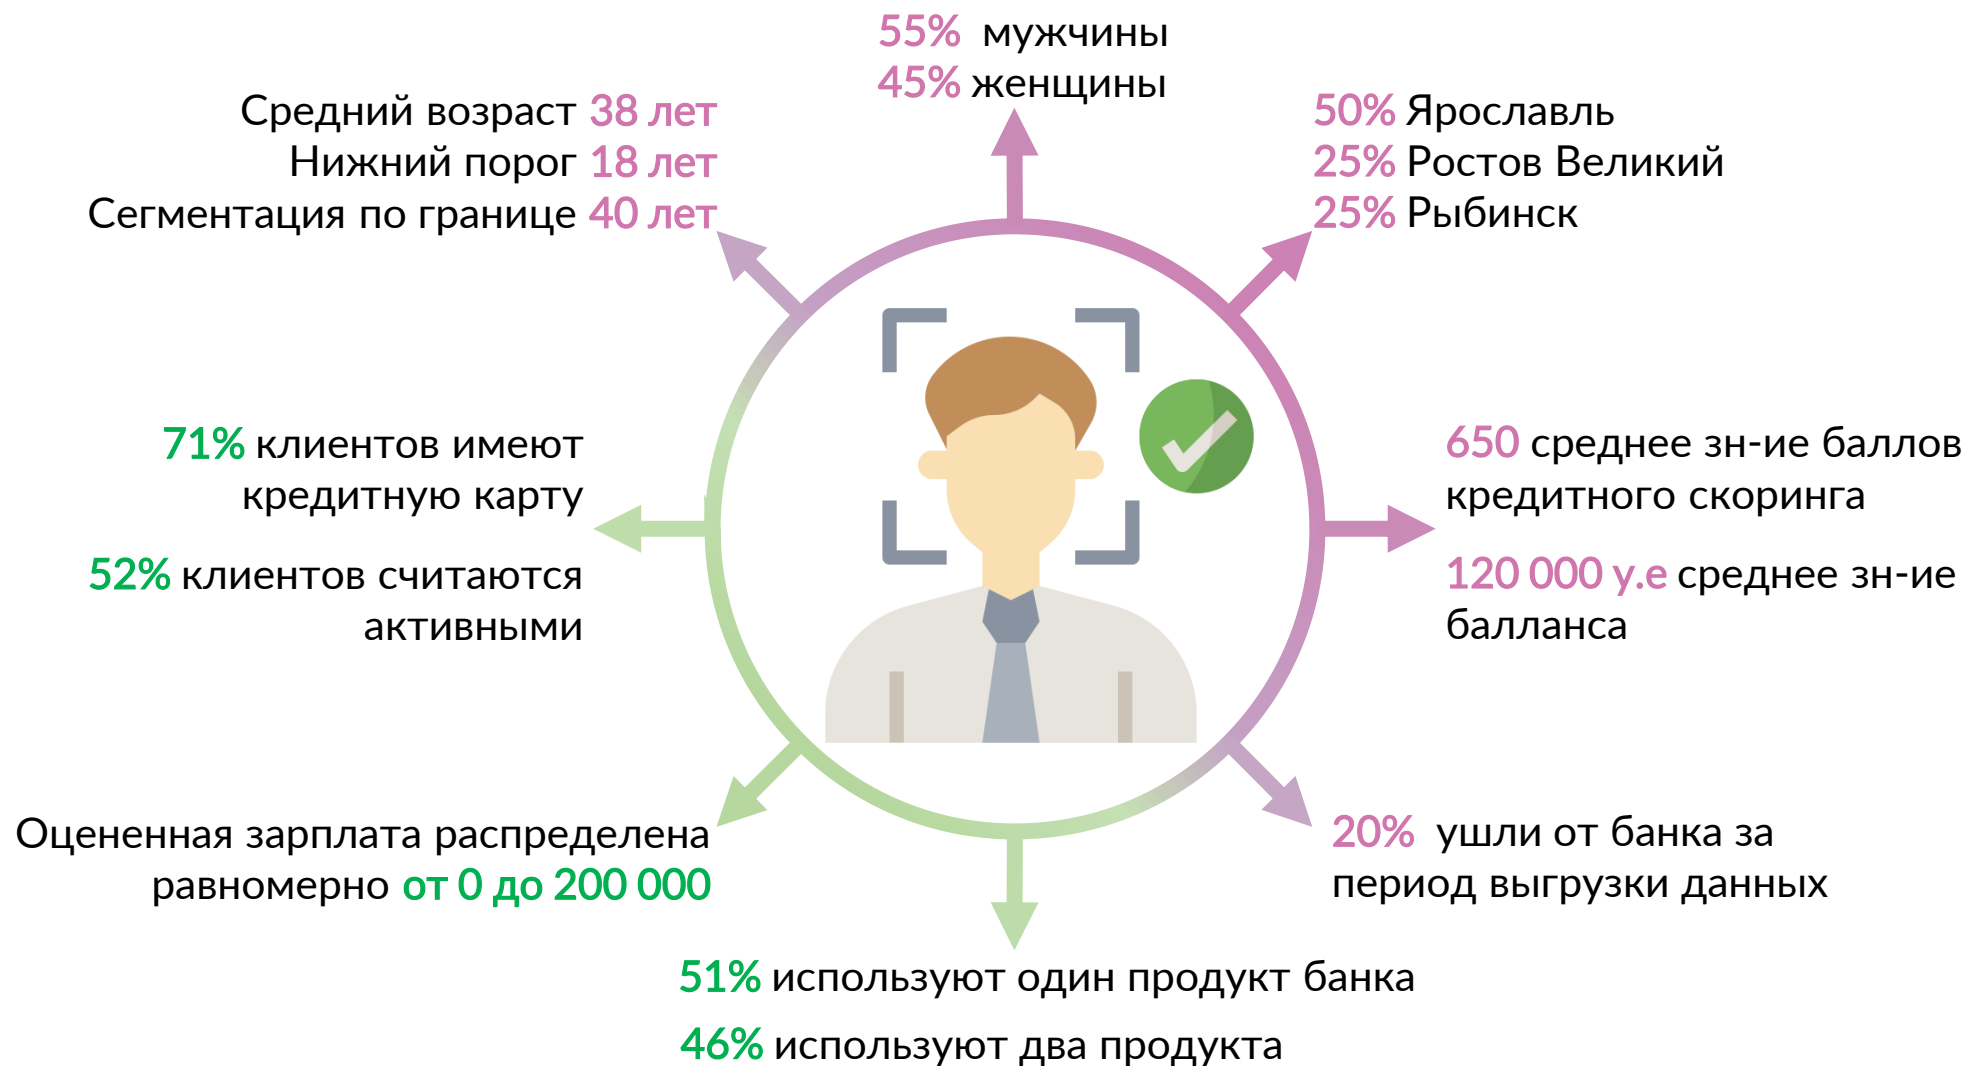 55% мужчины
45% женщины
Средний возраст 38 лет
Нижний порог 18 лет
Сегментация по границе 40 лет
50% Ярославль
25% Ростов Великий
25% Рыбинск
71% клиентов имеют
кредитную карту
52% клиентов считаются
активными
650 среднее зн-ие баллов
кредитного скоринга
120 000 у.е среднее зн-ие
балланса
Оцененная зарплата распределена
равномерно от 0 до 200 000
20% ушли от банка за
период выгрузки данных
51% используют один продукт банка
46% используют два продукта